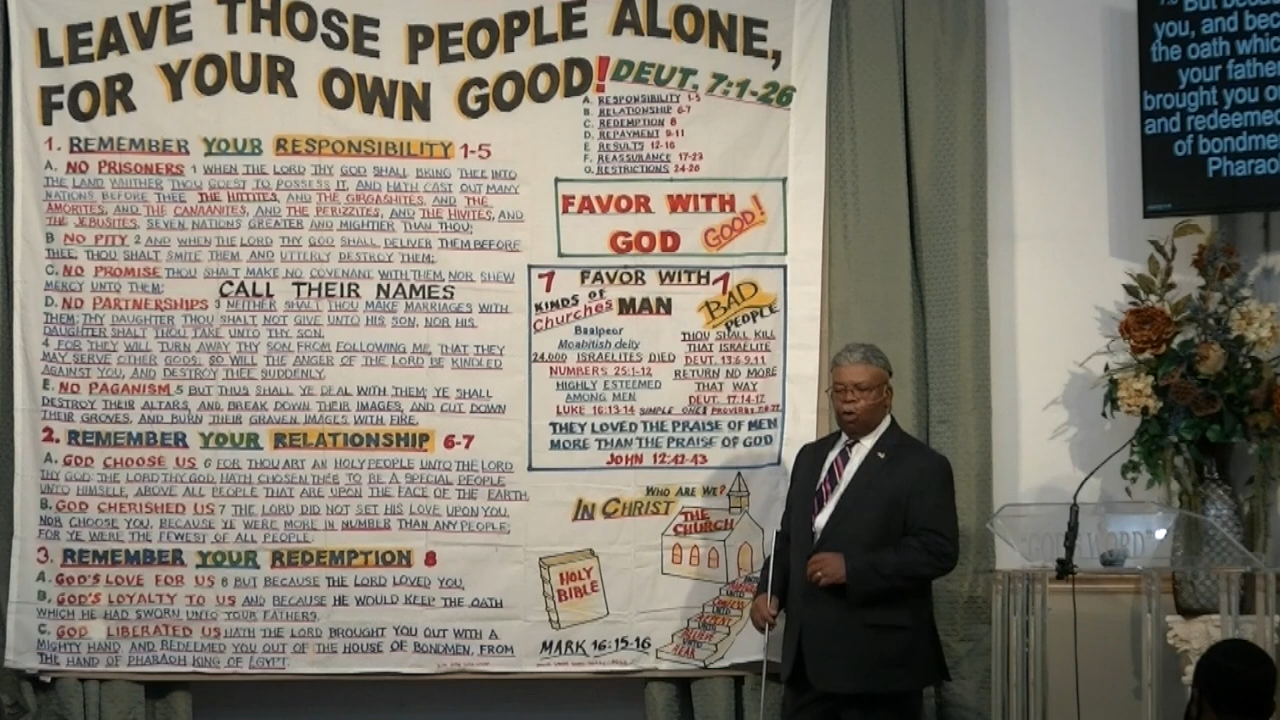 LEAVE THOSE PEOPLE ALONE,
FOR YOUR OWN GOOD!
DEUT. 7:1-26
A. RESPONSIBILITY 1-5
B. RELATIONSHIP 6-7
C. REDEMPTION 8
D. REPAYMENT 9-11
E. RESULTS 12-16
F. REASSURANCE 17-23
G. RESTRICTIONS 24-26
1. REMEMBER YOUR RESPONSIBILITY 1-5
A. NO PRISONERS 1 WHEN THE LORD THY GOD SHALL BRING THEE INTO
THE LAND WHITHER THOU GOEST TO POSSESS IT, AND HATH CAST OUT MANY
NATIONS BEFORE THEE, THE HITTITES, AND THE GIRGASHITES, AND THE
AMORITES, AND THE CANAANITES, AND THE PERIZZITES, AND THE HIVITES, AND
THE JEBUSITES, SEVEN NATIONS GREATER AND MIGHTIER THAN THOU;
B NO PITY 2 AND WHEN THE LORD THY GOD SHALL DELIVER THEM BEFORE
THEE; THOU SHALT SMITE THEM, AND UTTERLY DESTROY THEM;
C. NO PROMISE THOU SHALT MAKE NO COVENANT WITH THEM, NOR SHEW
MERCY UNTO THEM:
CALL THEIR NAMES
D. NO PARTNERSHIPS 3 NEITHER SHALT THOU MAKE MARRIAGES WITH
THEM; THY DAUGHTER THOU SHALT NOT GIVE UNTO HIS SON, NOR HIS
DAUGHTER SHALT THOU TAKE UNTO THY SON.
4 FOR THEY WILL TURN AWAY THY SON FROM FOLLOWING ME, THAT THEY
MAY SERVE OTHER GODS: SO WILL THE ANGER OF THE LORD BE KINDLED
AGAINST YOU, AND DESTROY THEE SUDDENLY.
E. NO PAGANISM 5 BUT THUS SHALL YE DEAL WITH THEM; YE SHALL
DESTROY THEIR ALTARS, AND BREAK DOWN THEIR IMAGES, AND CUT DOWN
THEIR GROVES, AND BURN THEIR GRAVEN IMAGES WITH FIRE.
2. REMEMBER YOUR RELATIONSHIP 6-7
A. GOD CHOOSE US 6 FOR THOU ART AN HOLY PEOPLE UNTO THE LORD
THY GOD: THE LORD THY GOD HATH CHOSEN THEE TO BE A SPECIAL PEOPLE
UNTO HIMSELF, ABOVE ALL PEOPLE THAT ARE UPON THE FACE OF THE EARTH.
B. GOD CHERISHED US 7 THE LORD DID NOT SET HIS LOVE UPON YOU,
NOR CHOOSE YOU, BECAUSE YE WERE MORE IN NUMBER THAN ANY PEOPLE;
FOR YE WERE THE FEWEST OF ALL PEOPLE:
3. REMEMBER YOUR REDEMPTION 8
A. GOD'S LOVE FOR US 8 BUT BECAUSE THE LORD LOVED YOU,
B. GOD'S LOYALTY TO US AND BECAUSE HE WOULD KEEP THE OATH
WHICH HE HAD SWORN UNTO YOUR FATHERS,
C. GOD LIBERATED US HATH THE LORD BROUGHT YOU OUT WITH A
MIGHTY HAND, AND REDEEMED YOU OUT OF THE HOUSE OF BONDMEN, FROM
THE HAND OF PHARAOH KING OF EGYPT.
FAVOR WITH
GOD
GOOD!
7 FAVOR WITH 7
KINDS OF
Churches
MAN
BAD
PEOPLE
Baalpeor
Moabitish deity
24,000 ISRAELITES DIED
NUMBERS 25:1-12
HIGHLY ESTEEMED
AMONG MEN
LUKE 16:13-14
THOU SHALL KILL
THAT ISRAELITE
DEUT. 13:6,9,11
RETURN NO MORE
THAT WAY
DEUT. 17:14-17
SIMPLE ONES PROVERBS
THEY LOVED THE PRAISE OF MEN
MORE THAN THE PRAISE OF GOD
JOHN 12:42-43
WHO ARE WE?
IN CHRIST
THE
CHURCH
HOLY
BIBLE
CONFESS
UNTO
REPENT
UNTO
BELIEVE
UNTO
HEAR
MARK 16:15-16
But because
you, and
the oath
your
brought you
and redeemed
of
"GOD'S WORD"